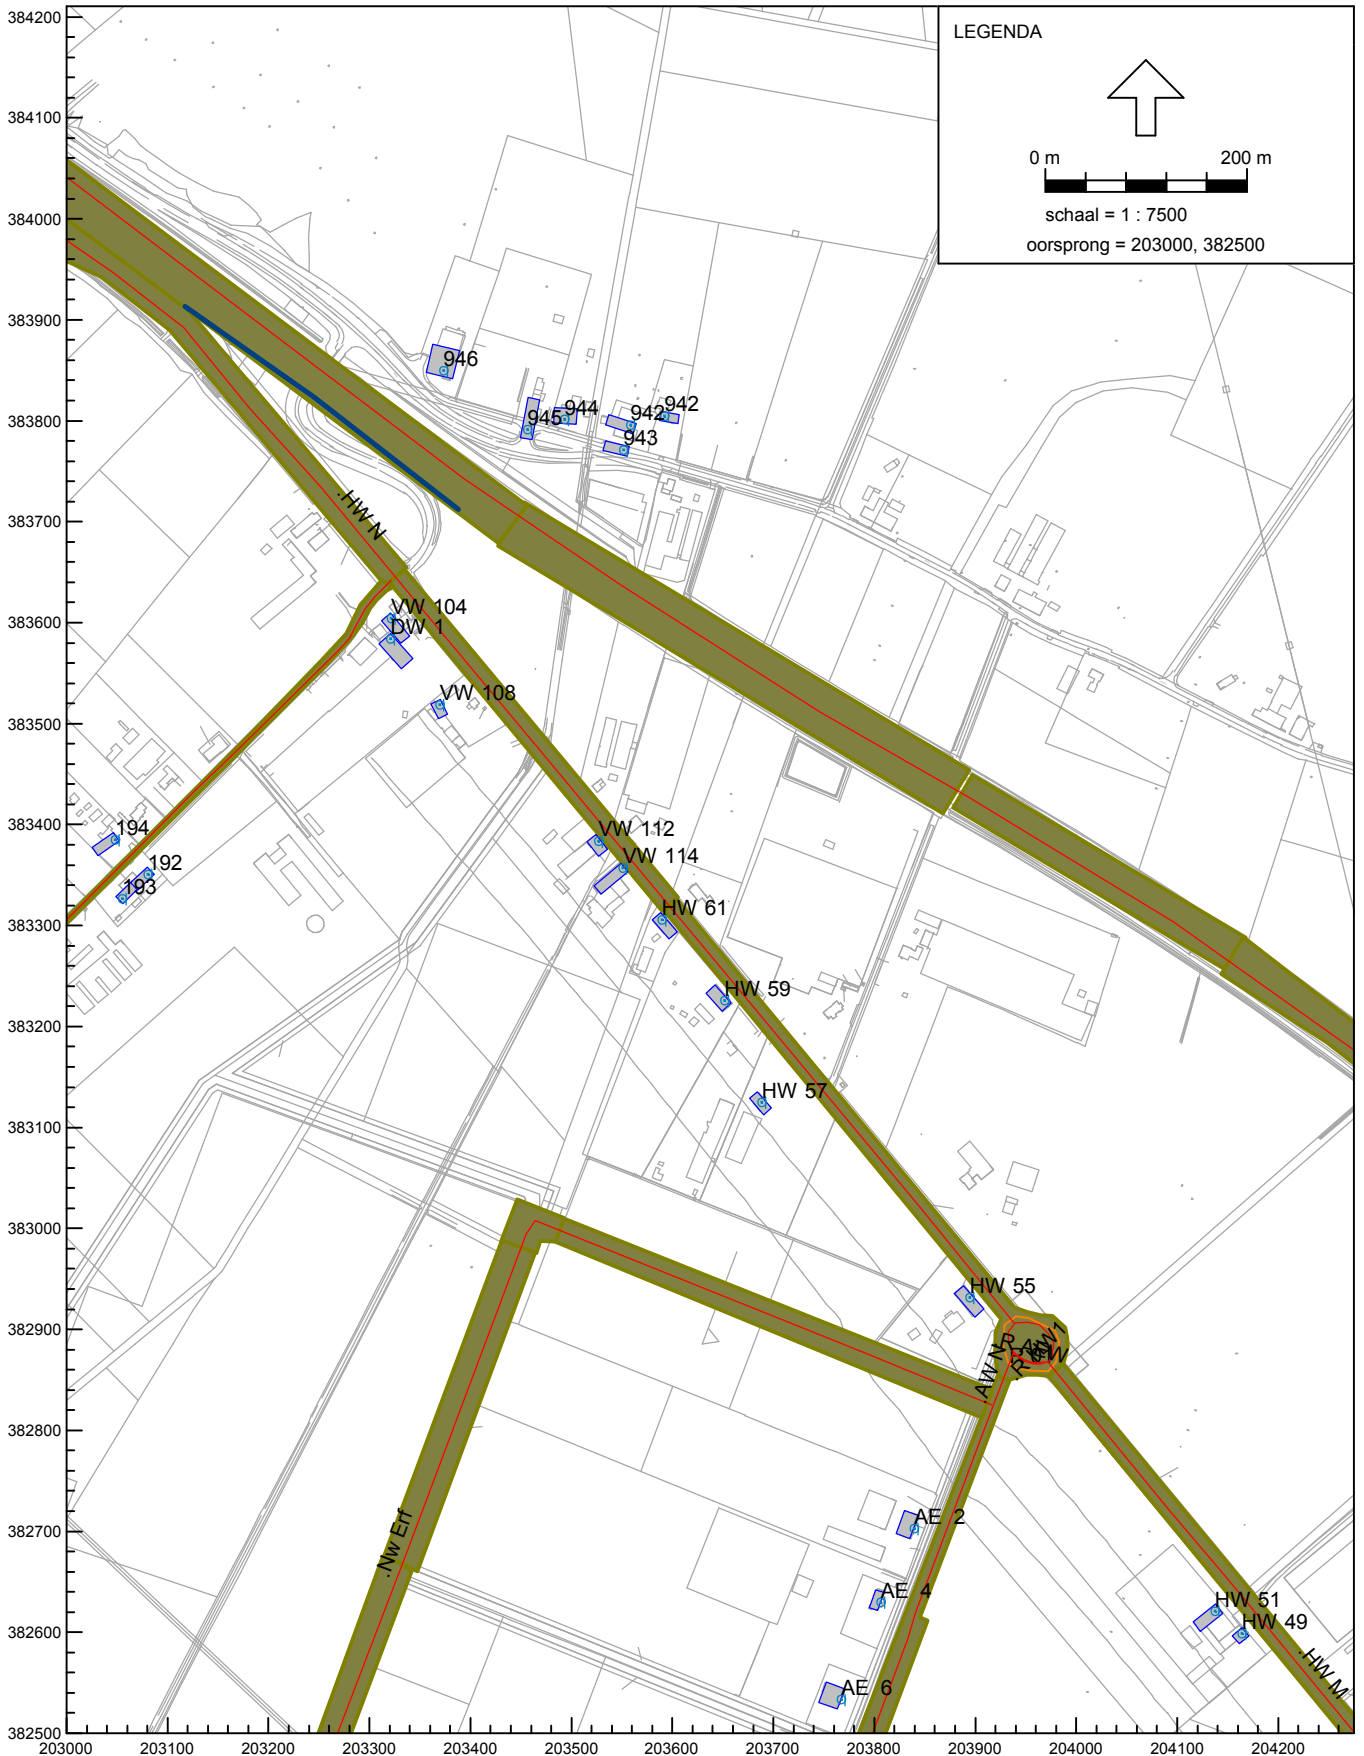 384200
LEGENDA
384100
0 m 200 m
schaal = 1 : 7500
oorsprong = 203000, 382500
384000
383900
946
945
944
942
942
943
383800
383700
.HW N
383600
VW 104
DW 1
383500
VW 108
383400
194
192
193
VW 112
VW 114
383300
HW 61
HW 59
383200
383100
HW 57
383000
HW 55
382900
.AW N
382800
382700
.Nw Erf
AE 2
AE 4
382600
HW 51
HW 49
.HW M
AE 6
382500
203000 203100 203200 203300 203400 203500 203600 203700 203800 203900 204000 204100 204200